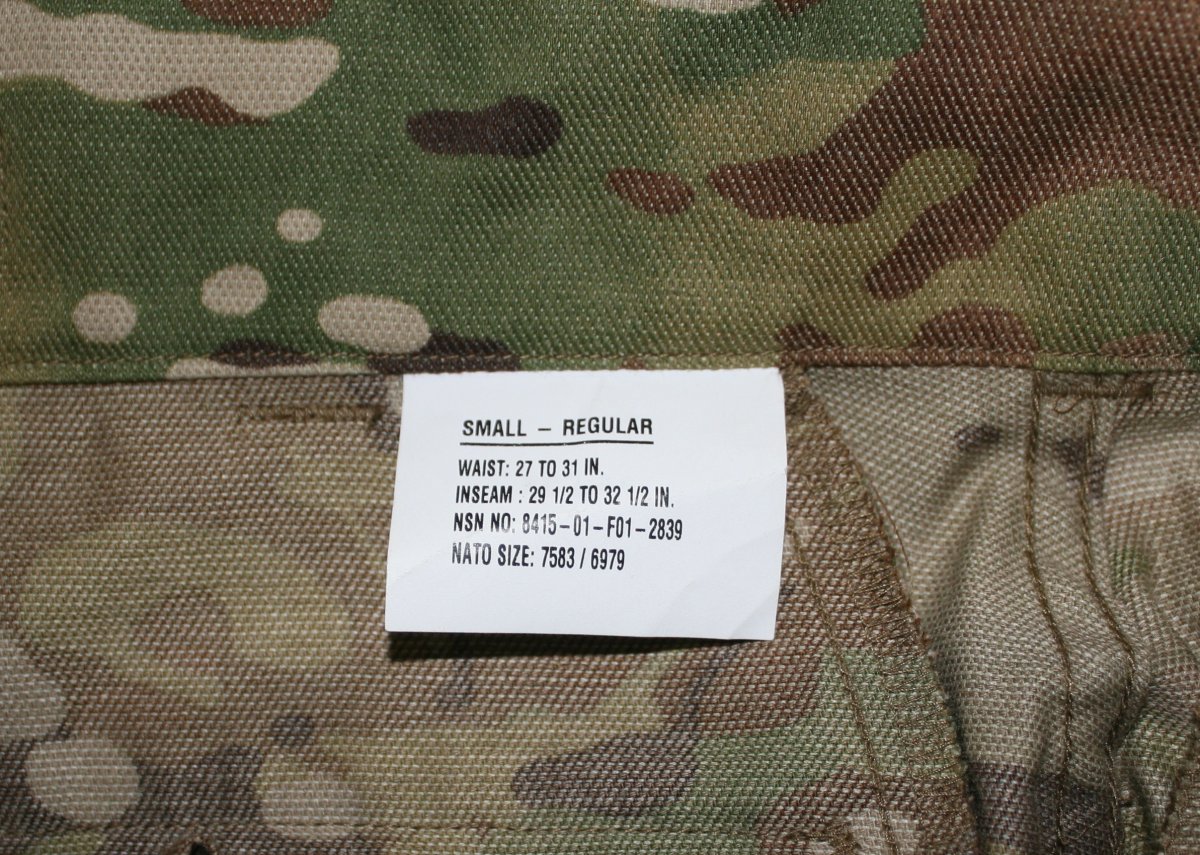 SMALL – REGULAR
WAIST: 27 TO 31 IN.
INSEAM : 29 1/2 TO 32 1/2 IN.
NSN NO: 8415-01-F01-2839
NATO SIZE: 7583 / 6979